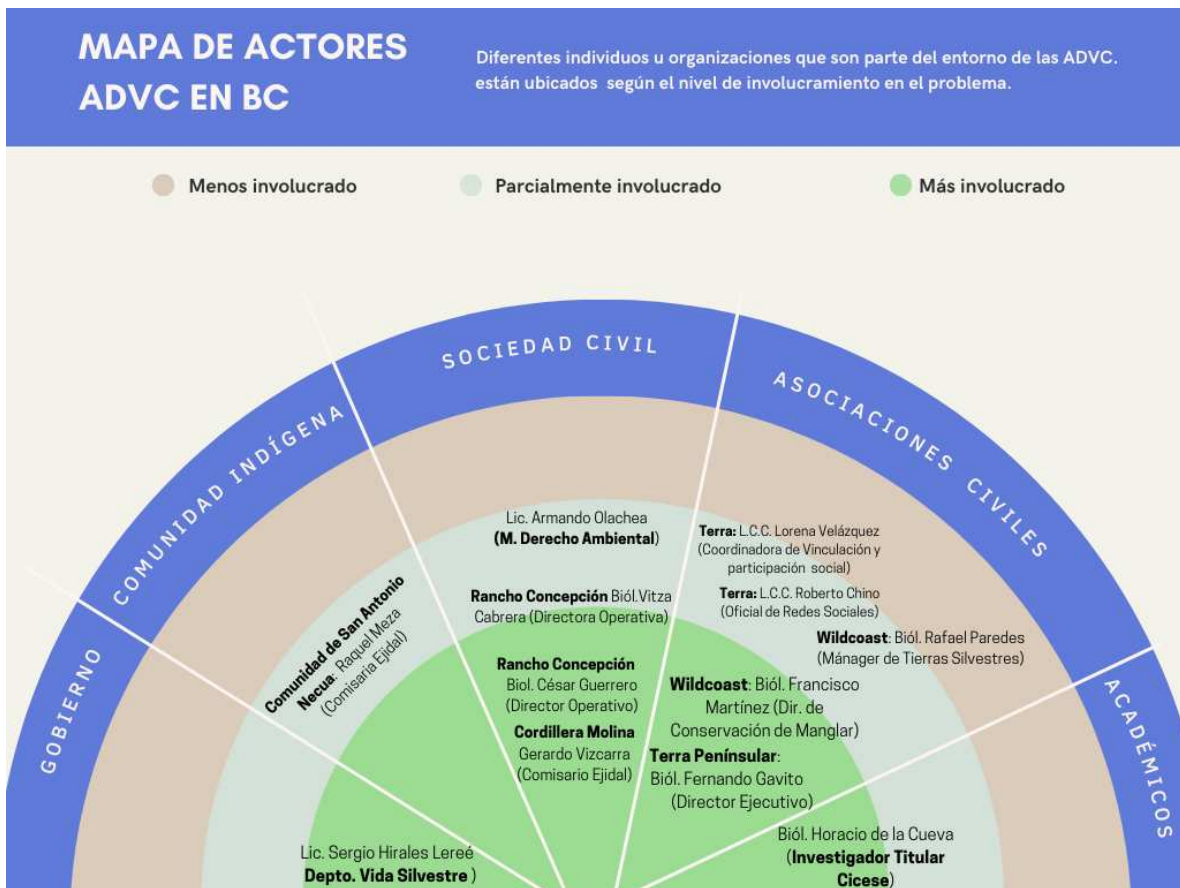 MAPA DE ACTORES
ADVC EN BC
Diferentes individuos u organizaciones que son parte del entorno de las ADVC.
están ubicados según el nivel de involucramiento en el problema.
Menos involucrado
Parcialmente involucrado
Más involucrado
GOBIERNO
COMUNIDAD INDÍGENA
SOCIEDAD CIVIL
ASOCIACIONES CIVILES
ACADÉMICOS
Comunidad de San Antonio
Necua: Raquel Meza
(Comisaria Ejidal)
Lic. Armando Olachea
(M. Derecho Ambiental)
Rancho Concepción Biól.Vitza
Cabrera (Directora Operativa)
Rancho Concepción
Biol. César Guerrero
(Director Operativo)
Cordillera Molina
Gerardo Vizcarra
(Comisario Ejidal)
Terra: L.C.C. Lorena Velázquez
(Coordinadora de Vinculación y
participación social)
Terra: L.C.C. Roberto Chino
(Oficial de Redes Sociales)
Wildcoast: Biól. Rafael Paredes
(Mánager de Tierras Silvestres)
Wildcoast: Biól. Francisco
Martínez (Dir. de
Conservación de Manglar)
Terra Penínsular:
Biól. Fernando Gavito
(Director Ejecutivo)
Biól. Horacio de la Cueva
(Investigador Titular
Cicese)
Lic. Sergio Hirales Lereé
Depto. Vida Silvestre )